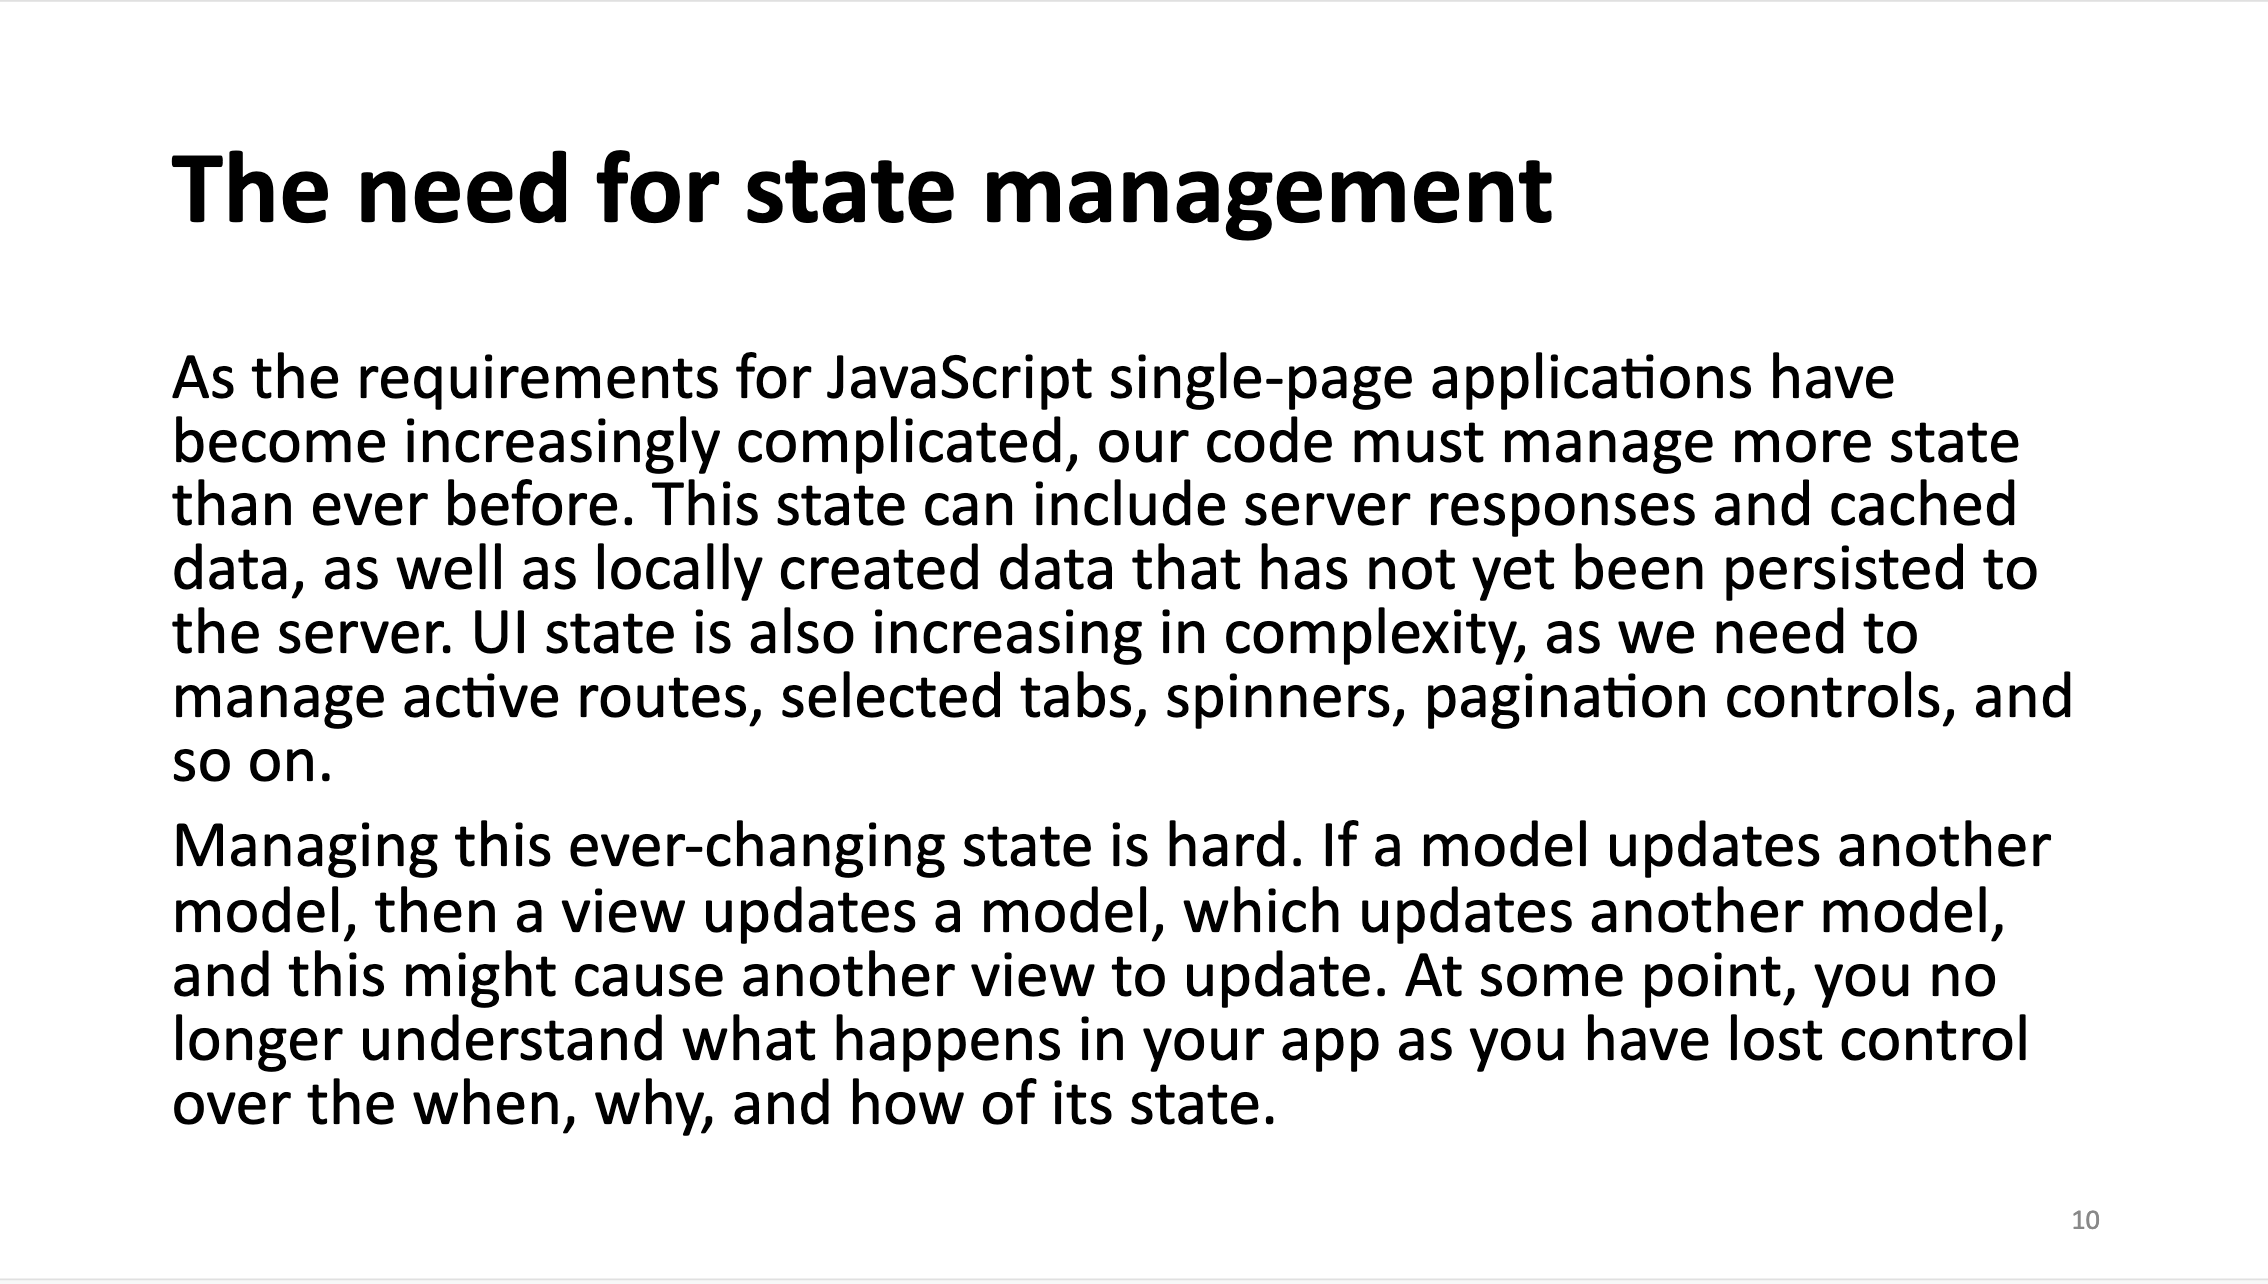 The need for state management
As the requirements for JavaScript single-page applications have
become increasingly complicated, our code must manage more state
than ever before. This state can include server responses and cached
data, as well as locally created data that has not yet been persisted to
the server. UI state is also increasing in complexity, as we need to
manage active routes, selected tabs, spinners, pagination controls, and
so on.
Managing this ever-changing state is hard. If a model updates another
model, then a view updates a model, which updates another model,
and this might cause another view to update. At some point, you no
longer understand what happens in your app as you have lost control
over the when, why, and how of its state.
10